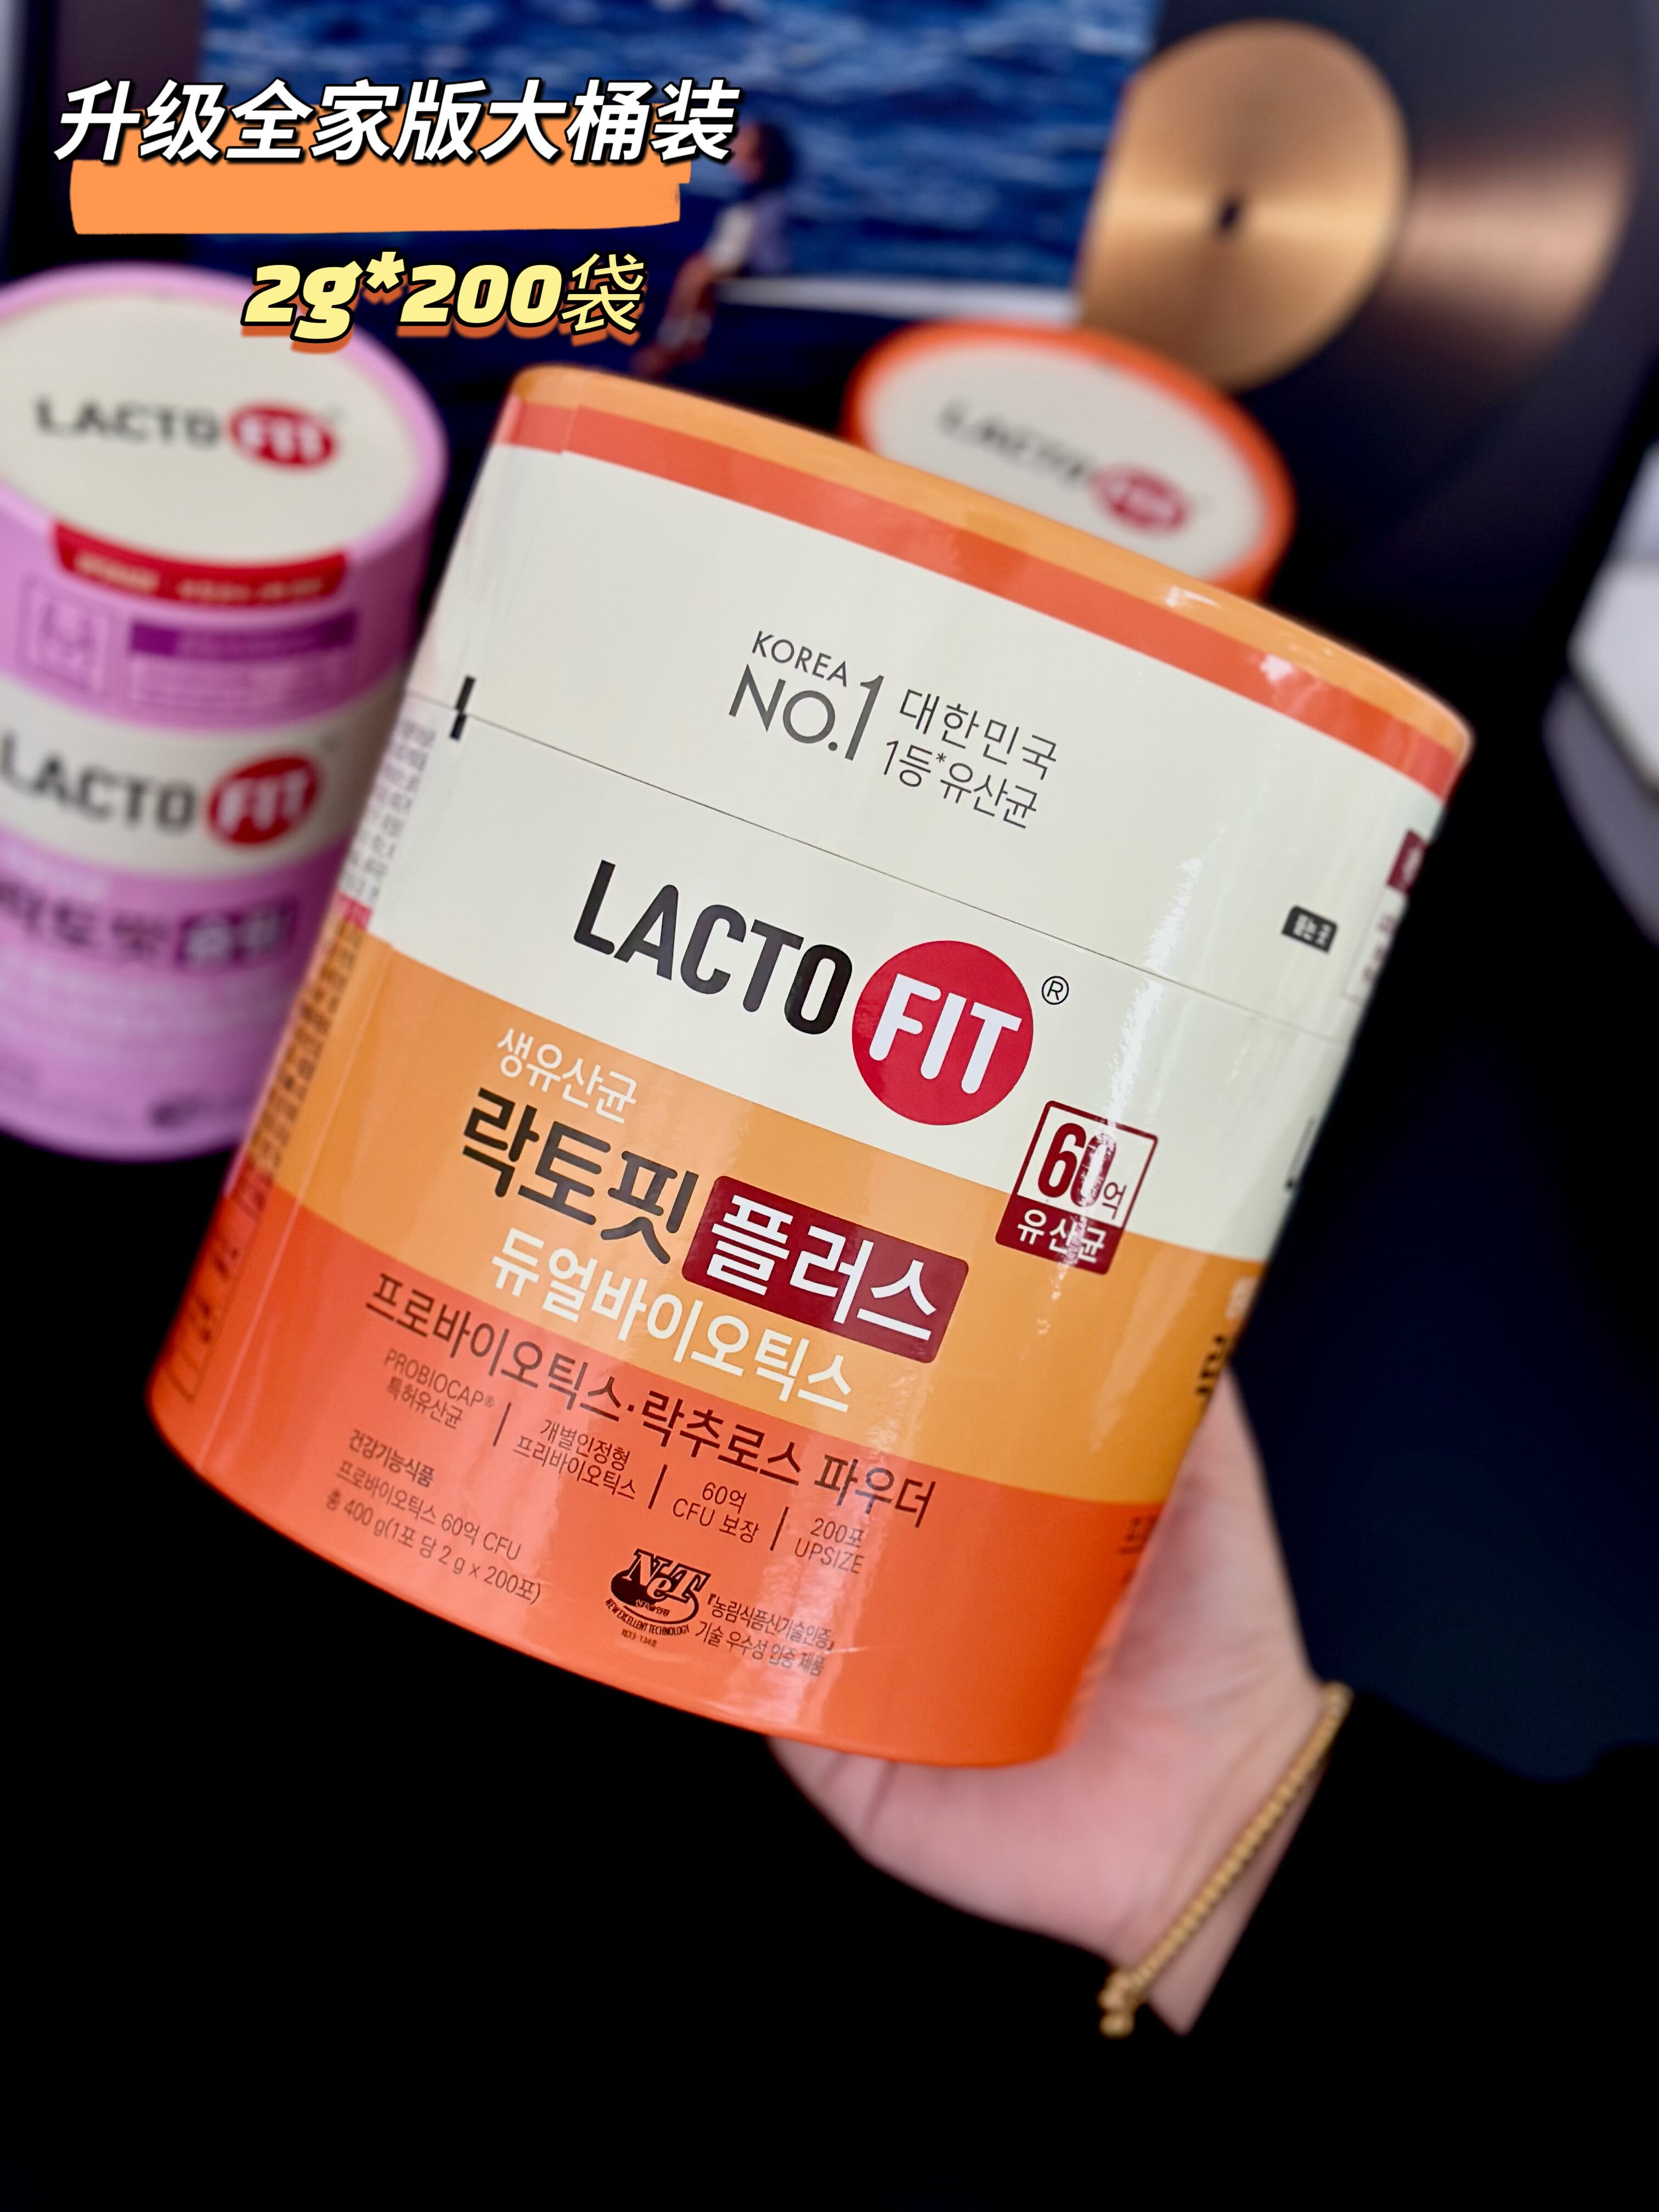 升级全家版大桶装
2g*200袋
LACTO FIT
LACTO FIT
LACTO FIT
KOREA
NO.1
대한민국
1등*유산균
뜯는 곳
LACTO FIT®
60억
유산균
생유산균
락토핏 플러스
듀얼바이오틱스
프로바이오틱스·락추로스 파우더
PROBIOCAP®
특허유산균
개별인정형
프리바이오틱스
60억
CFU 보장
200포
UPSIZE
건강기능식품
프로바이오틱스 60억 CFU
총 400 g(1포 당 2 g x 200포)
NeT
NEW EXCELLENT TECHNOLOGY
「농림식품신기술인증」
기술 우수성 입증 제품